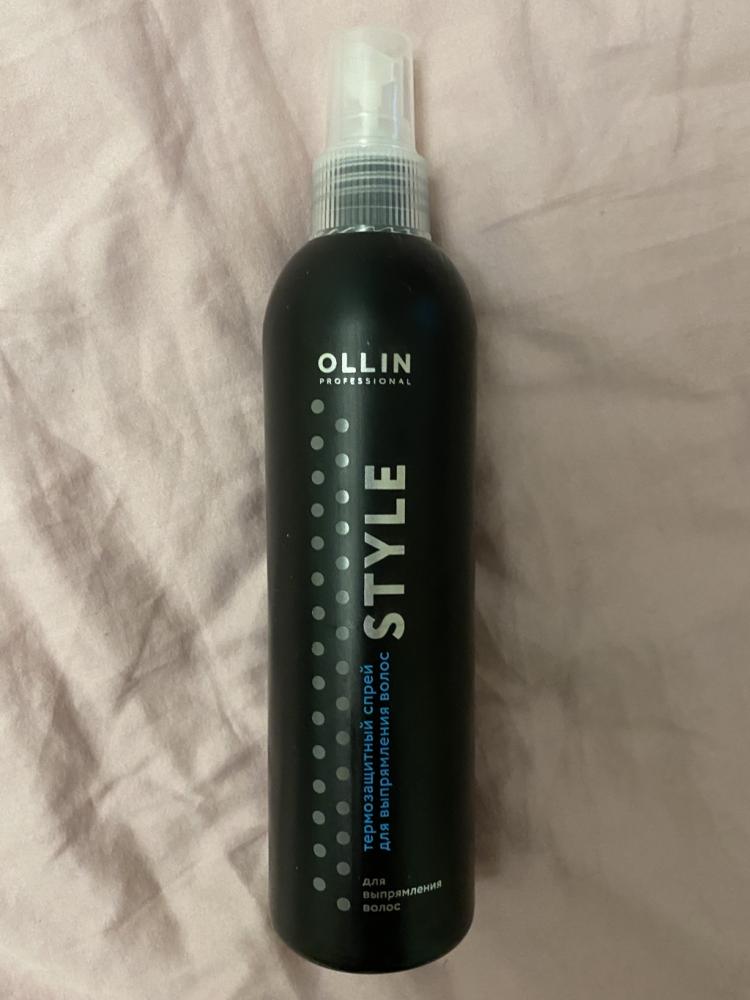 OLLIN
PROFESSIONAL
STYLE
термозащитный спрей
для выпрямления волос
для
выпрямления
волос